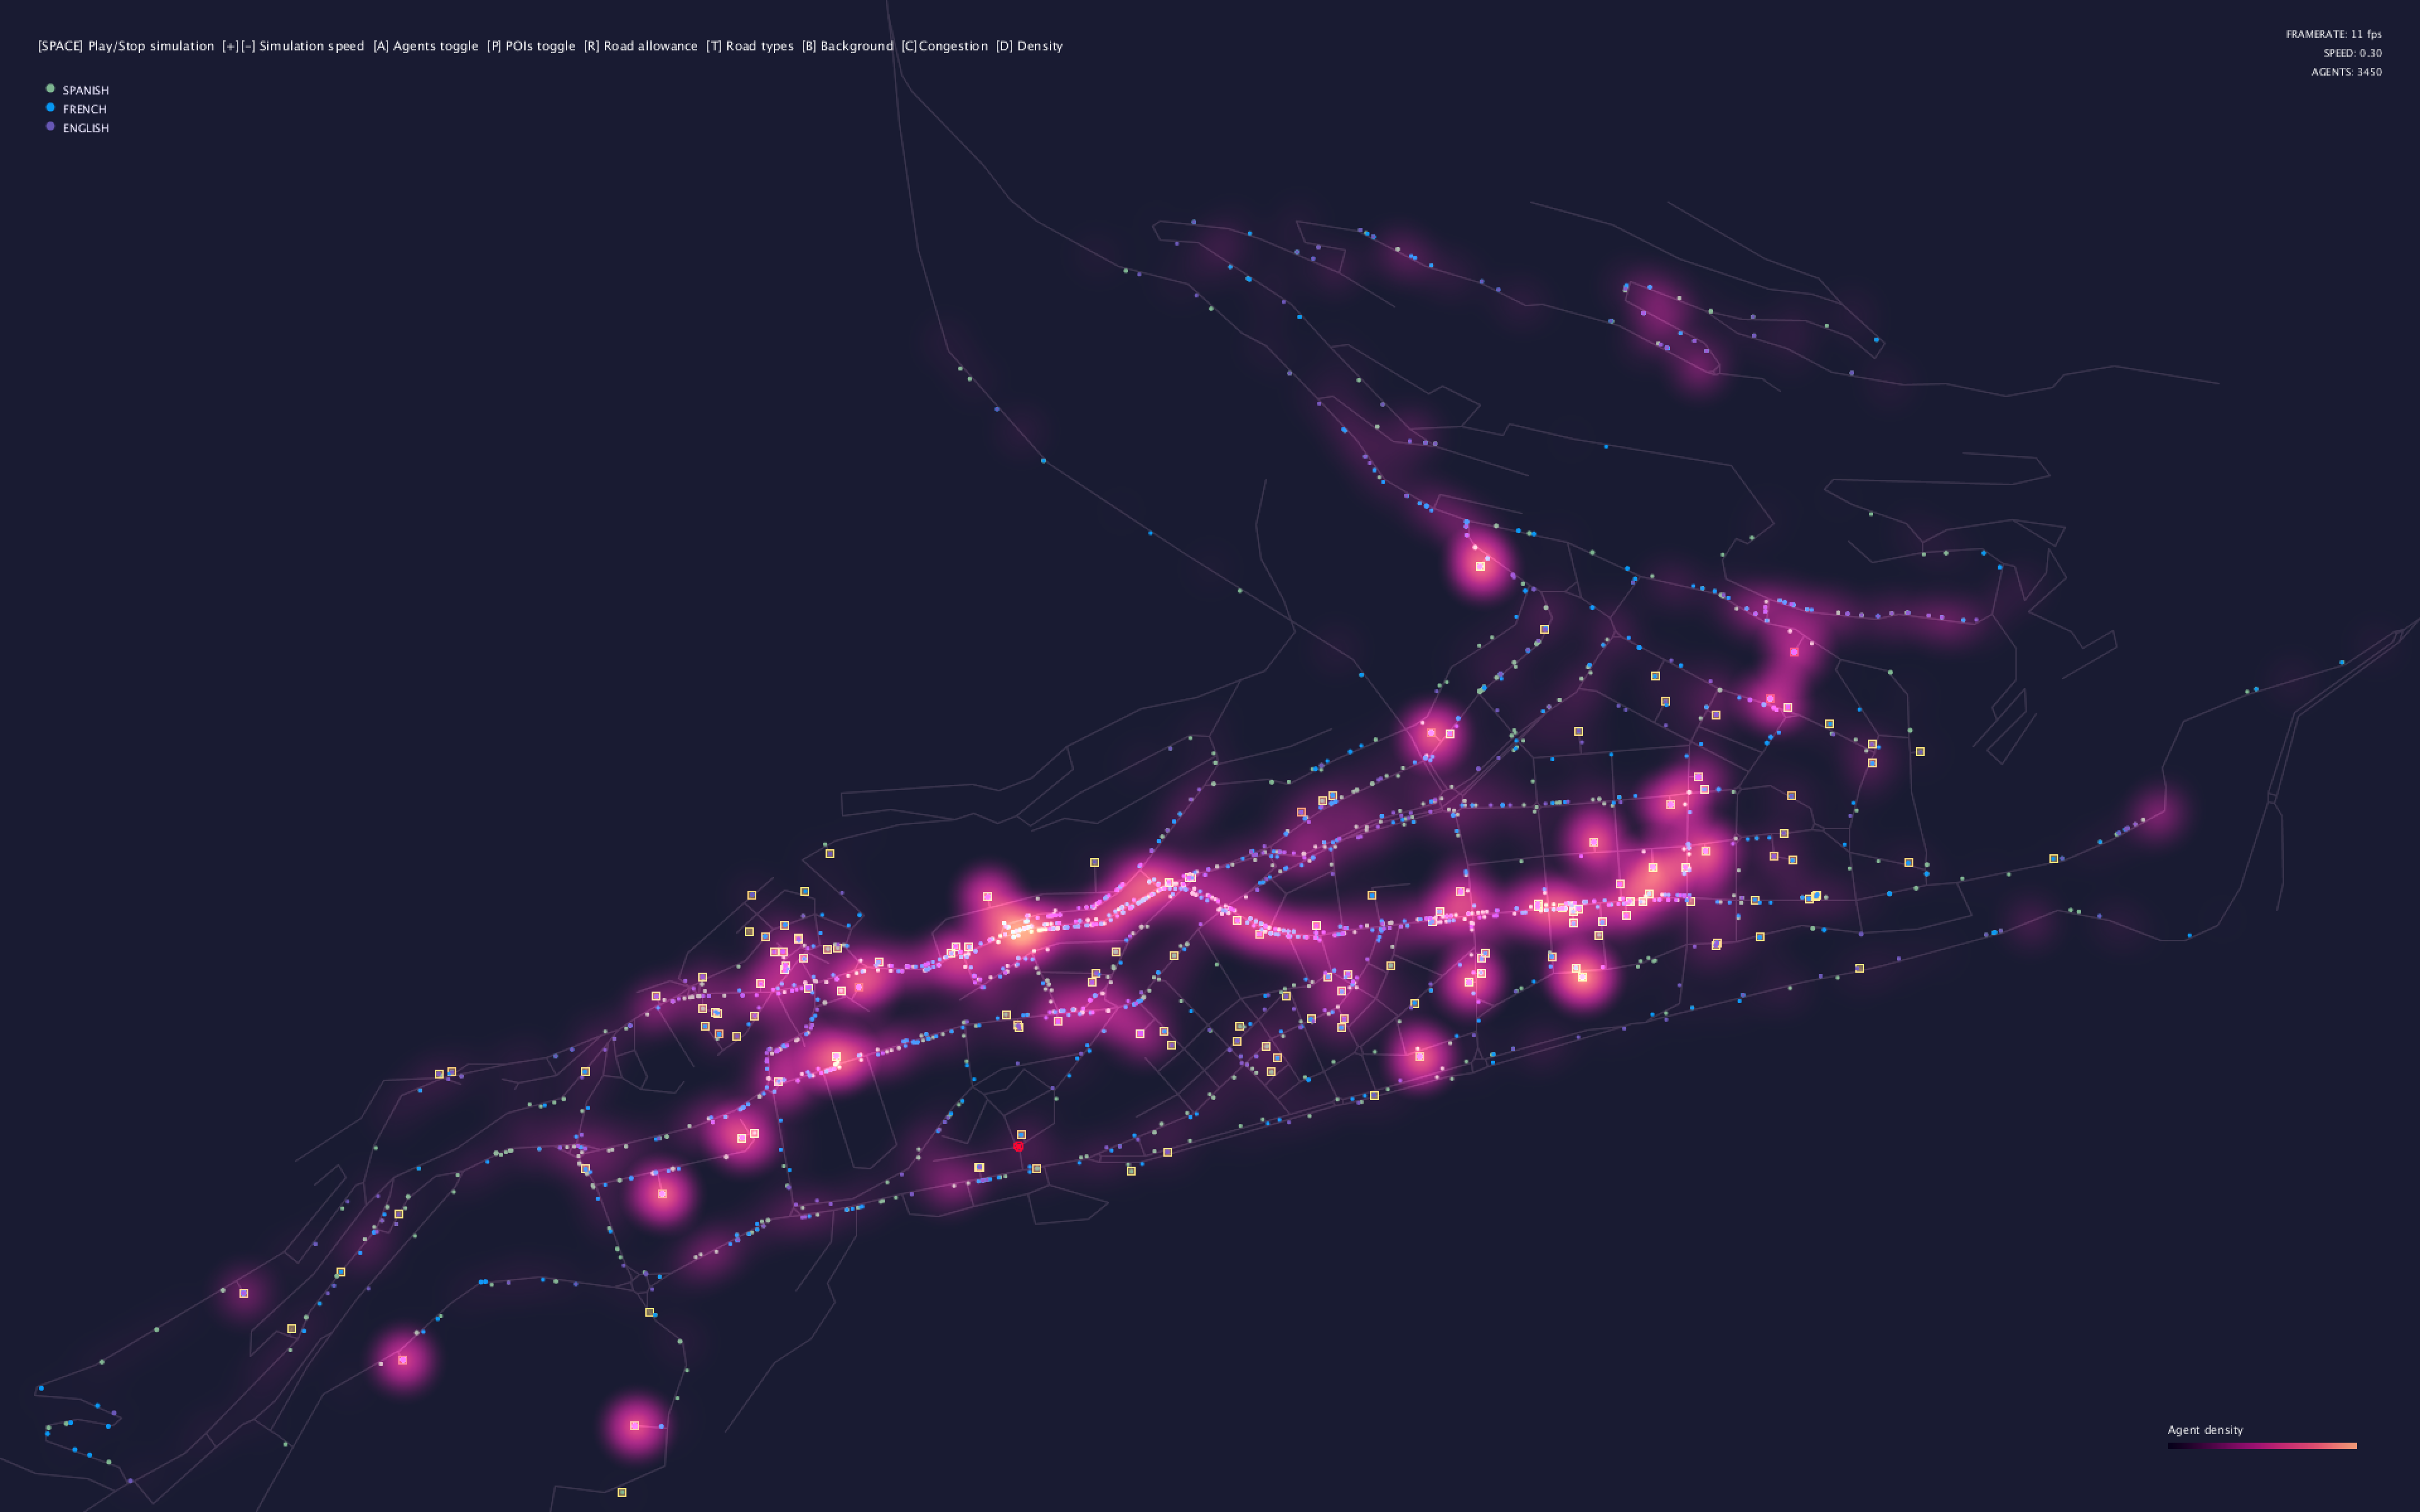 [SPACE] Play/Stop simulation [+][-] Simulation speed [A] Agents toggle [P] POIs toggle [R] Road allowance [T] Road types [B] Background [C]Congestion [D] Density
FRAMERATE: 11 fps
SPEED: 0.30
AGENTS: 3450
SPANISH
FRENCH
ENGLISH
Agent density